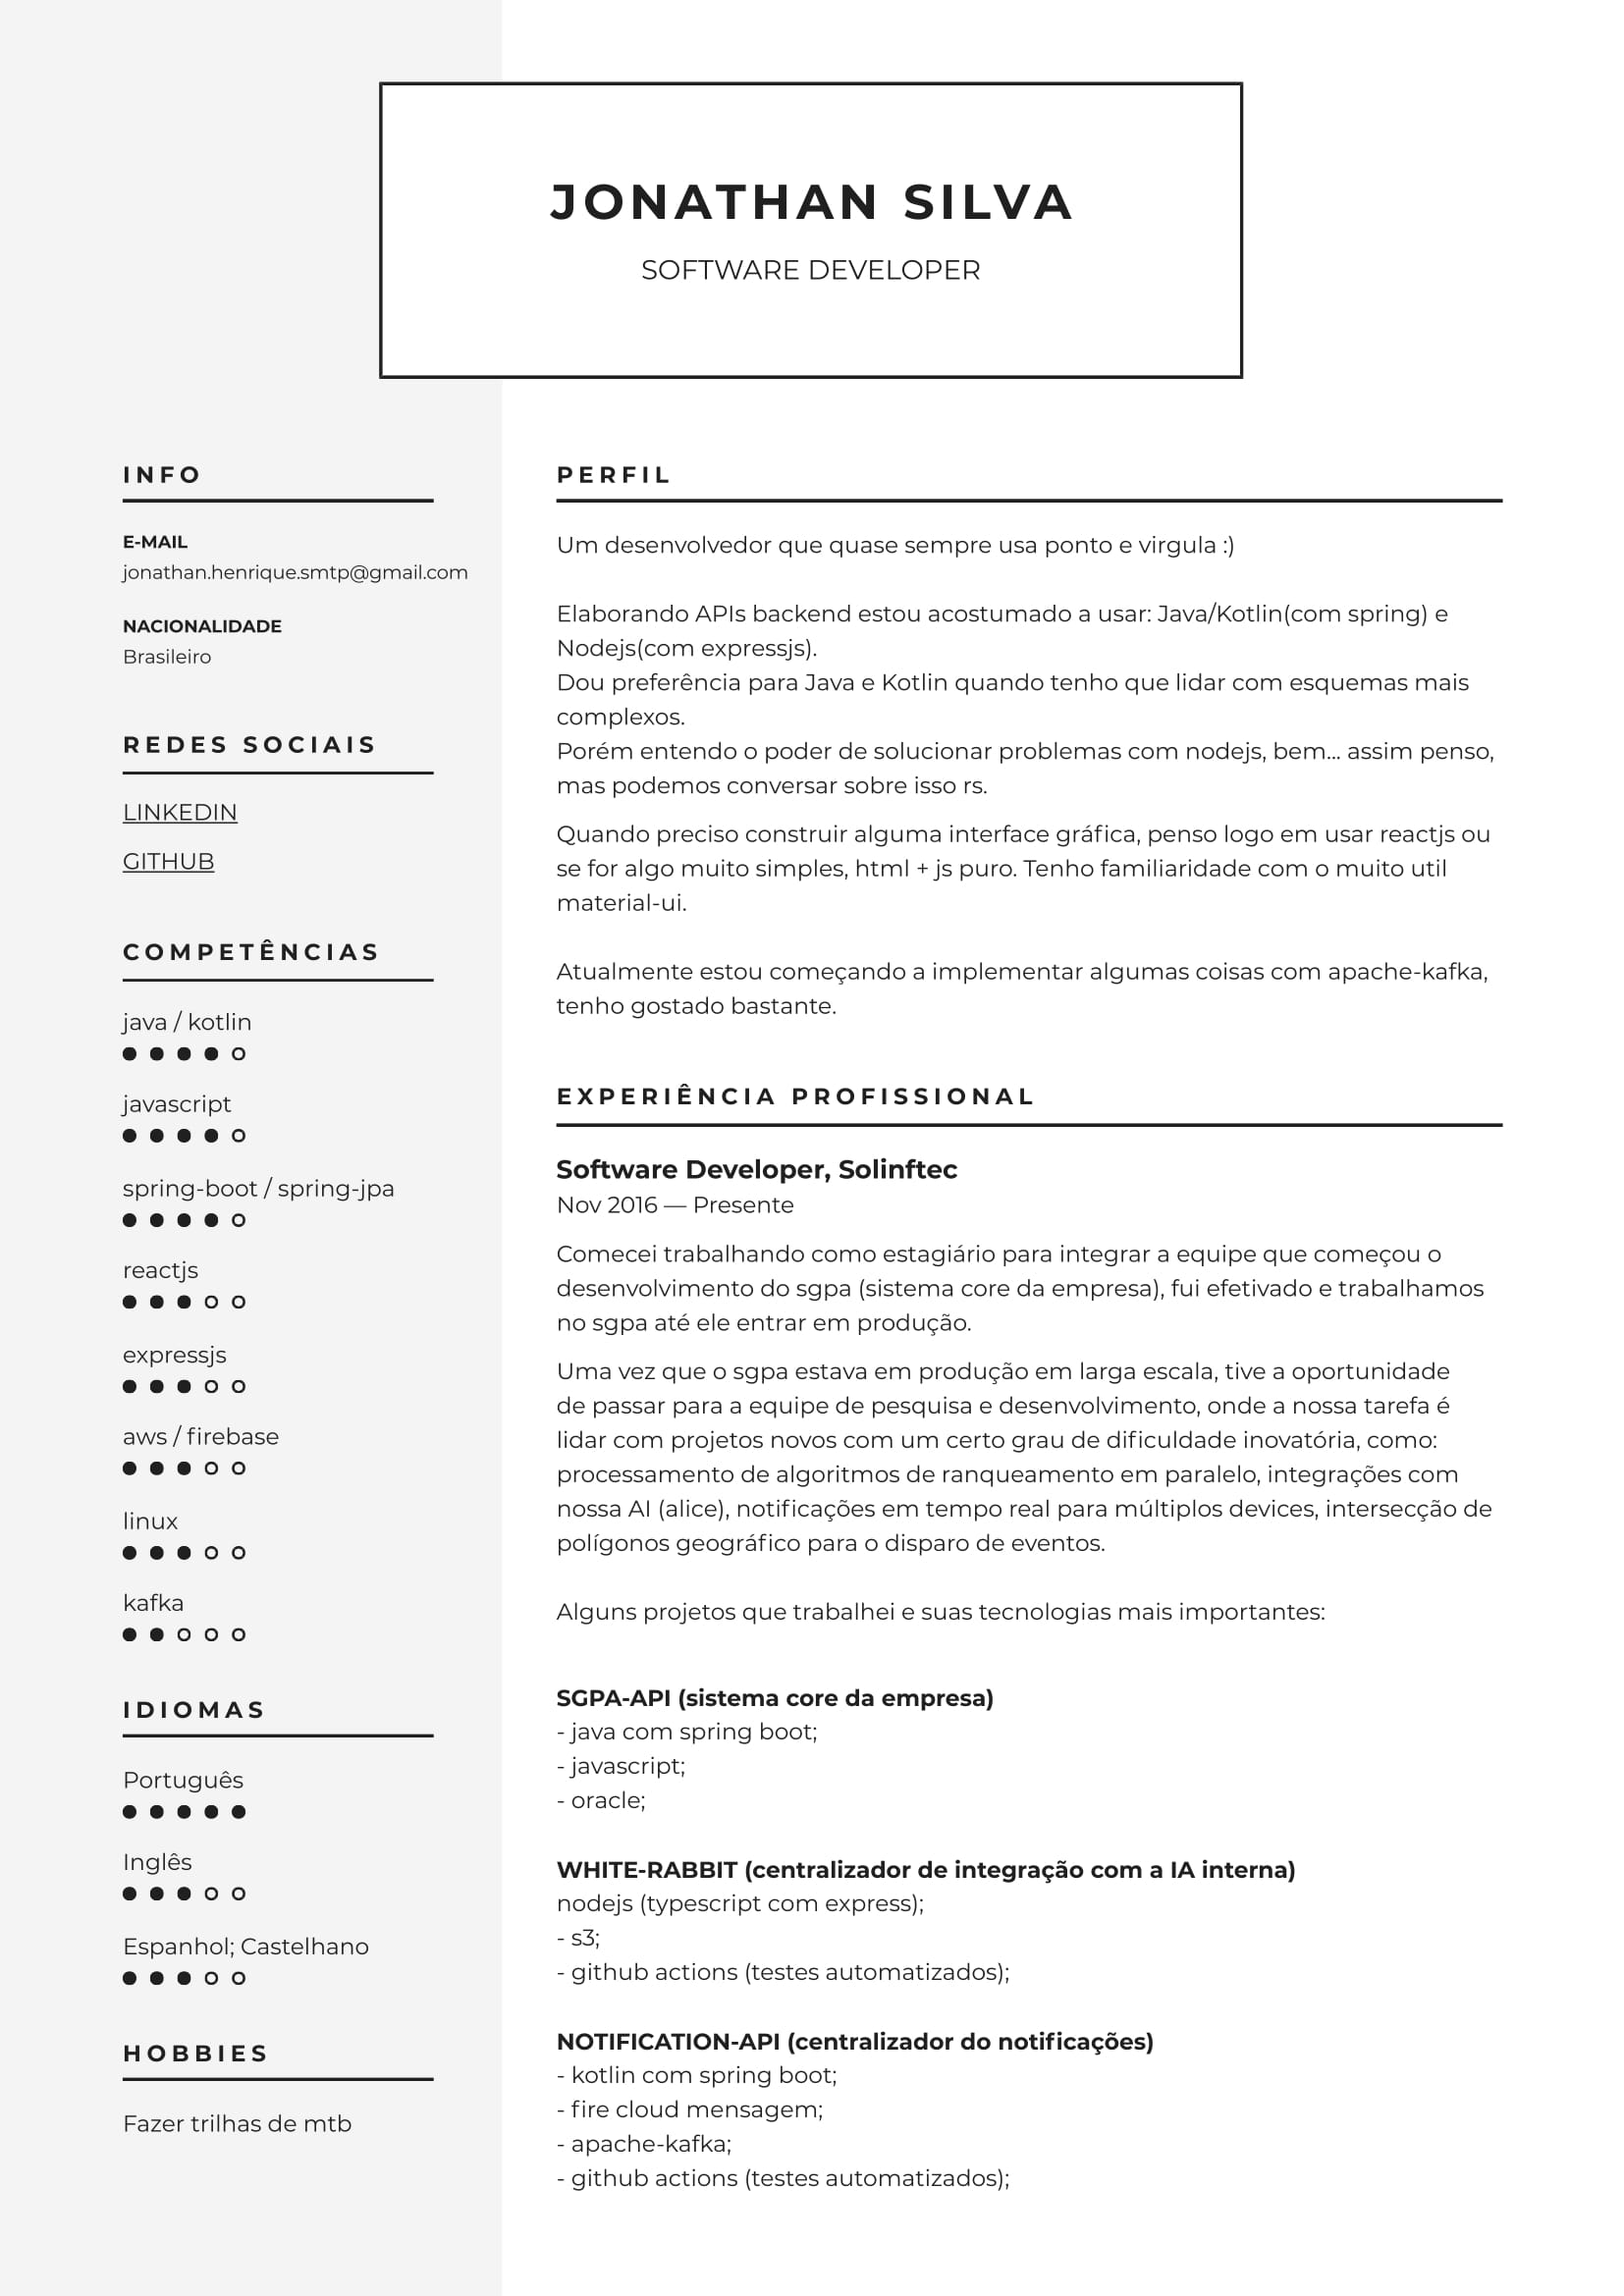 JONATHAN SILVA
SOFTWARE DEVELOPER
INFO
E-MAIL
jonathan.henrique.smtp@gmail.com
NACIONALIDADE
Brasileiro
REDES SOCIAIS
LINKEDIN
GITHUB
COMPETÊNCIAS
java / kotlin
javascript
spring-boot / spring-jpa
reactjs
expressjs
aws / firebase
linux
kafka
IDIOMAS
Português
Inglês
Espanhol; Castelhano
HOBBIES
Fazer trilhas de mtb
PERFIL
Um desenvolvedor que quase sempre usa ponto e virgula :)
Elaborando APIs backend estou acostumado a usar: Java/Kotlin(com spring) e
Nodejs(com expressjs).
Dou preferência para Java e Kotlin quando tenho que lidar com esquemas mais
complexos.
Porém entendo o poder de solucionar problemas com nodejs, bem... assim penso,
mas podemos conversar sobre isso rs.
Quando preciso construir alguma interface gráfica, penso logo em usar reactjs ou
se for algo muito simples, html + js puro. Tenho familiaridade com o muito util
material-ui.
Atualmente estou começando a implementar algumas coisas com apache-kafka,
tenho gostado bastante.
EXPERIÊNCIA PROFISSIONAL
Software Developer, Solinftec
Nov 2016 — Presente
Comecei trabalhando como estagiário para integrar a equipe que começou o
desenvolvimento do sgpa (sistema core da empresa), fui efetivado e trabalhamos
no sgpa até ele entrar em produção.
Uma vez que o sgpa estava em produção em larga escala, tive a oportunidade
de passar para a equipe de pesquisa e desenvolvimento, onde a nossa tarefa é
lidar com projetos novos com um certo grau de dificuldade inovatória, como:
processamento de algoritmos de ranqueamento em paralelo, integrações com
nossa AI (alice), notificações em tempo real para múltiplos devices, intersecção de
polígonos geográfico para o disparo de eventos.
Alguns projetos que trabalhei e suas tecnologias mais importantes:
SGPA-API (sistema core da empresa)
- java com spring boot;
- javascript;
- oracle;
WHITE-RABBIT (centralizador de integração com a IA interna)
nodejs (typescript com express);
- s3;
- github actions (testes automatizados);
NOTIFICATION-API (centralizador do notificações)
- kotlin com spring boot;
- fire cloud mensagem;
- apache-kafka;
- github actions (testes automatizados);